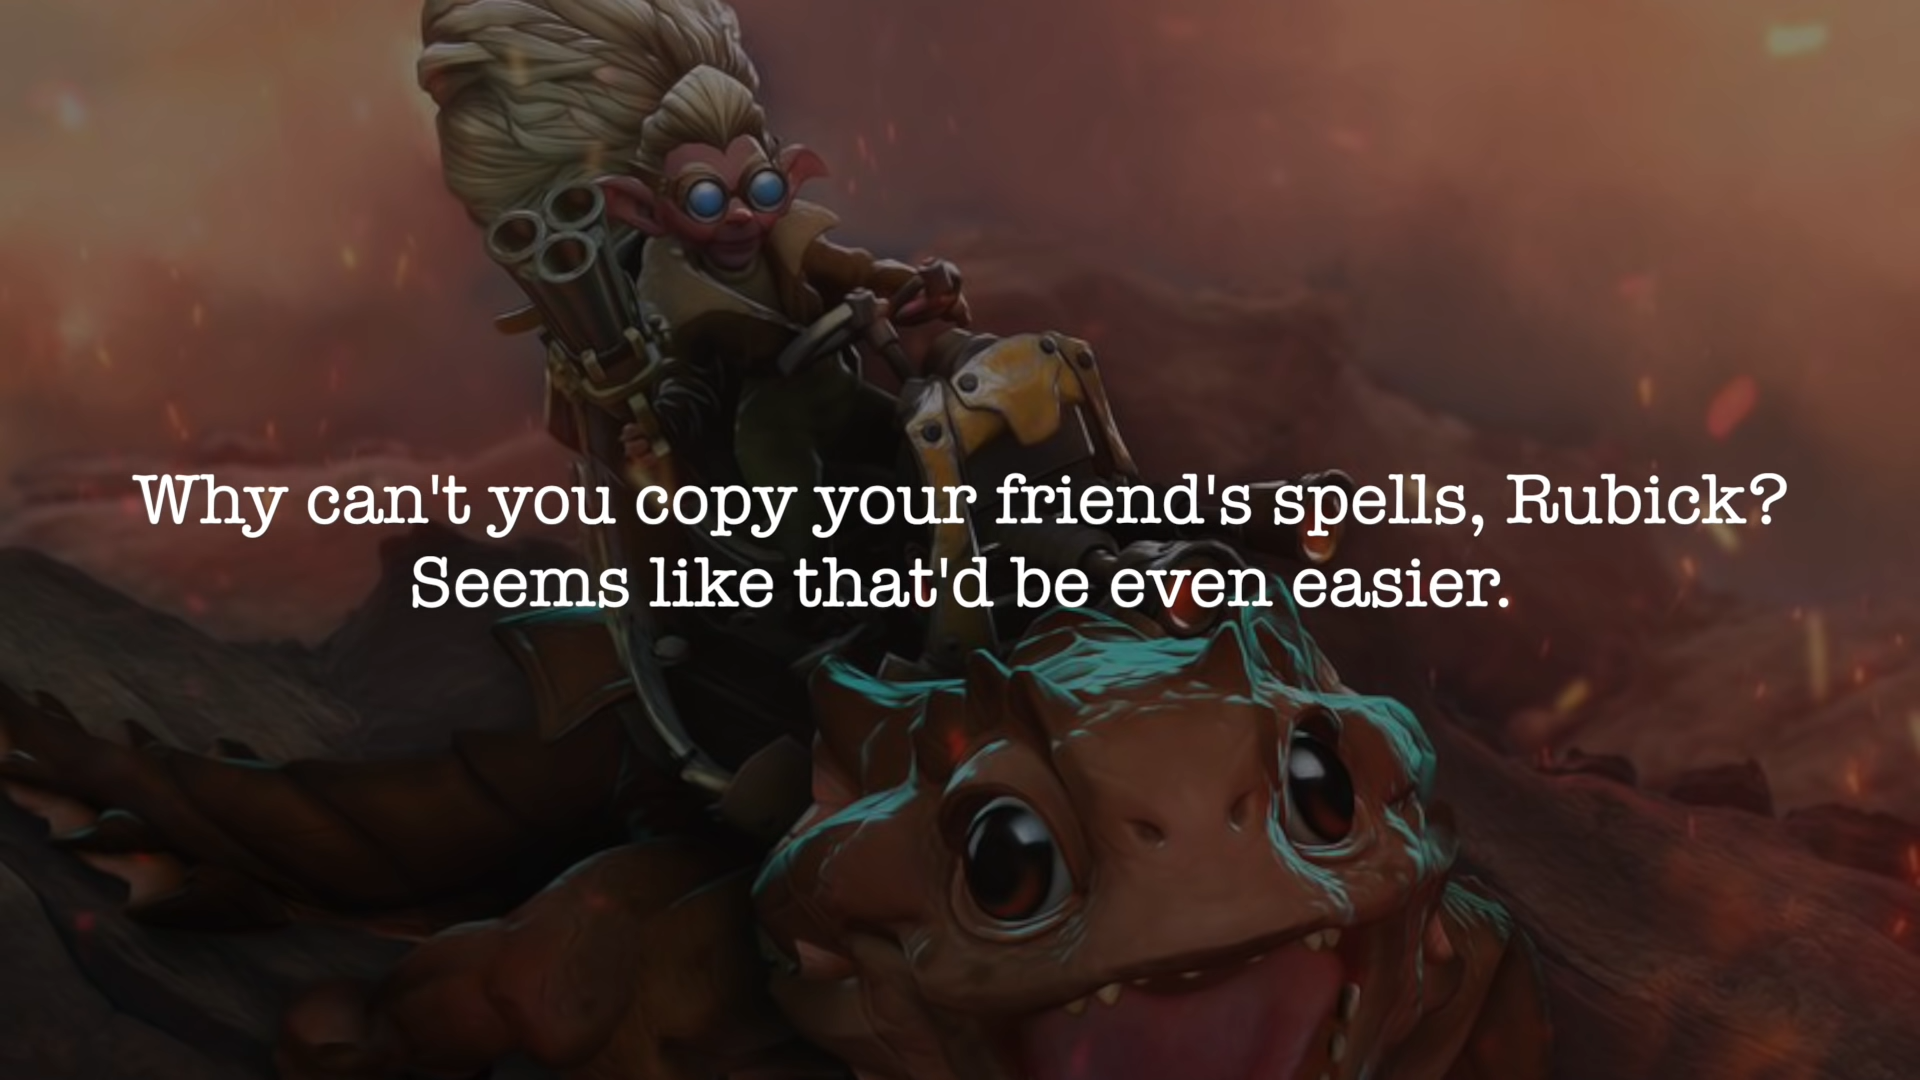 Why can't you copy your friend's spells, Rubick?
Seems like that'd be even easier.